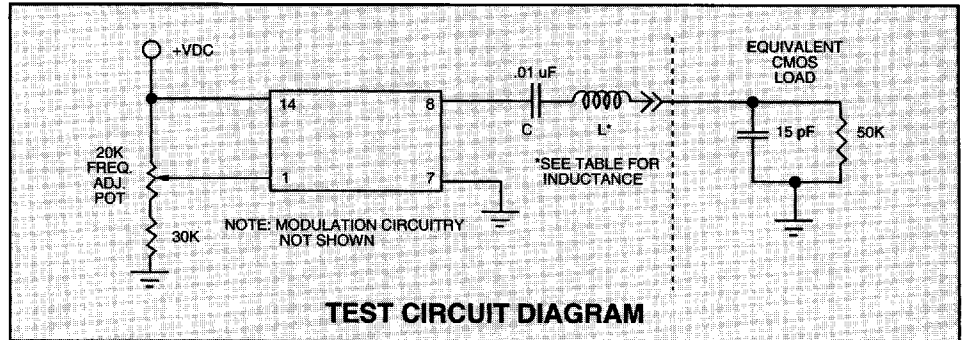 +VDC
14
8
1
7
20K
FREQ.
ADJ.
POT
30K
NOTE: MODULATION CIRCUITRY
NOT SHOWN
.01 uF
C
L*
*SEE TABLE FOR
INDUCTANCE
EQUIVALENT
CMOS
LOAD
15 pF
50K
TEST CIRCUIT DIAGRAM